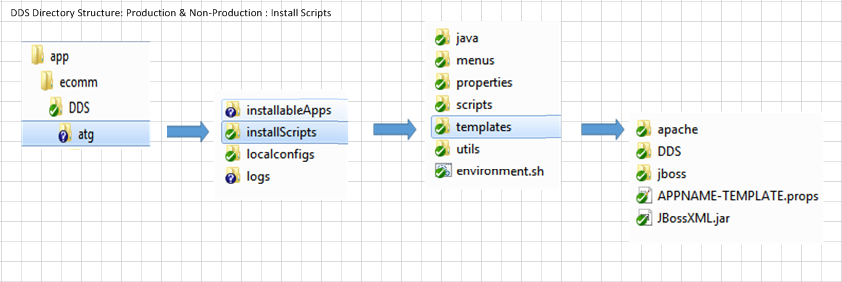 DDS Directory Structure: Production & Non-Production : Install Scripts
app
ecomm
DDS
atg
installableApps
installScripts
localconfigs
logs
java
menus
properties
scripts
templates
utils
environment.sh
apache
DDS
jboss
APPNAME-TEMPLATE.props
JBossXML.jar